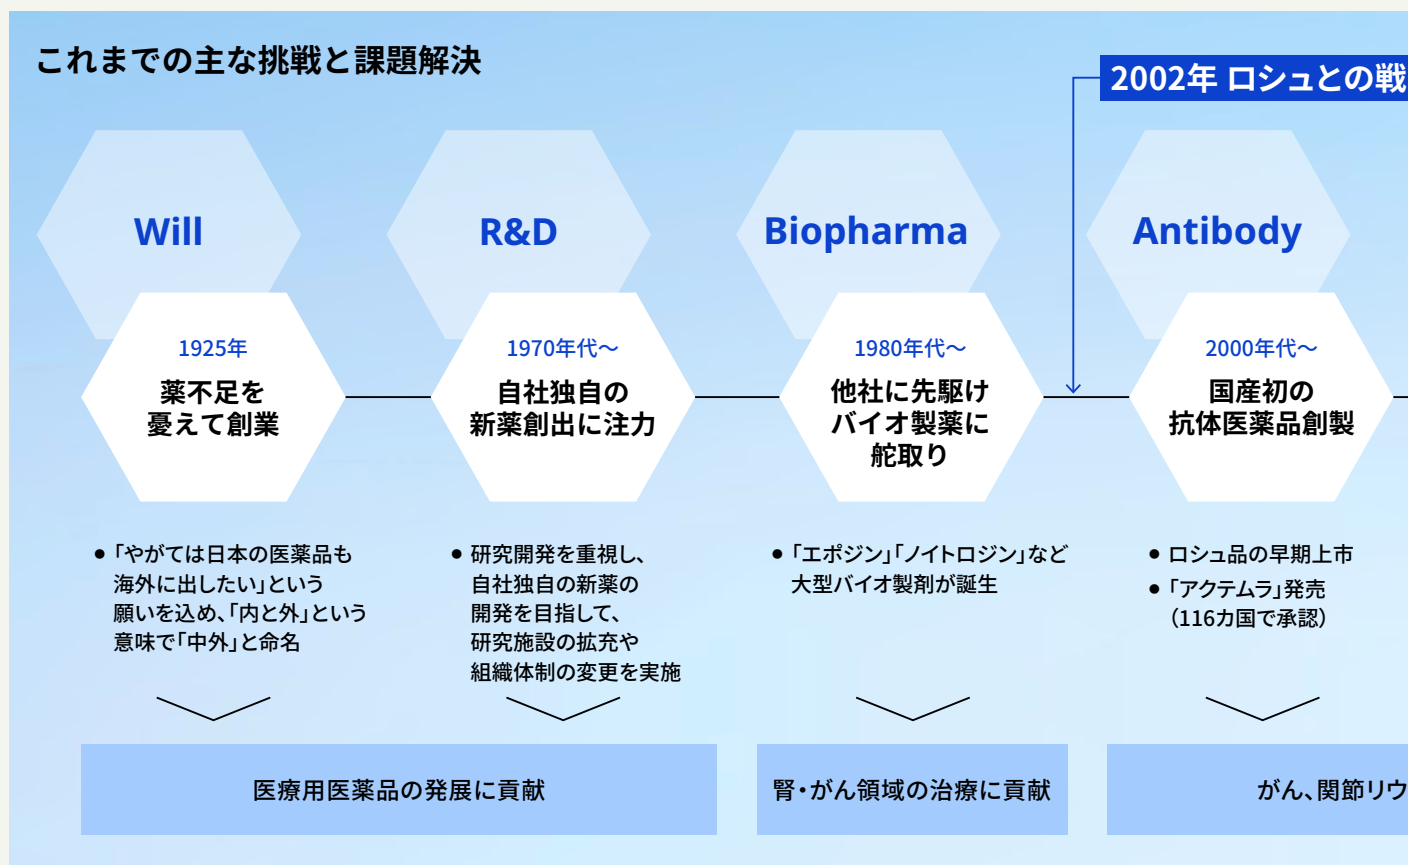 これまでの主な挑戦と課題解決
2002年 ロシュとの戦
Will
1925年
薬不足を
憂えて創業
•「やがては日本の医薬品も
海外に出したい」という
願いを込め、「内と外」という
意味で「中外」と命名
R&D
1970年代～
自社独自の
新薬創出に注力
• 研究開発を重視し、
自社独自の新薬の
開発を目指して、
研究施設の拡充や
組織体制の変更を実施
医療用医薬品の発展に貢献
Biopharma
1980年代～
他社に先駆け
バイオ製薬に
舵取り
•「エポジン」「ノイトロジン」など
大型バイオ製剤が誕生
腎・がん領域の治療に貢献
Antibody
2000年代～
国産初の
抗体医薬品創製
• ロシュ品の早期上市
•「アクテムラ」発売
（116カ国で承認）
がん、関節リウ